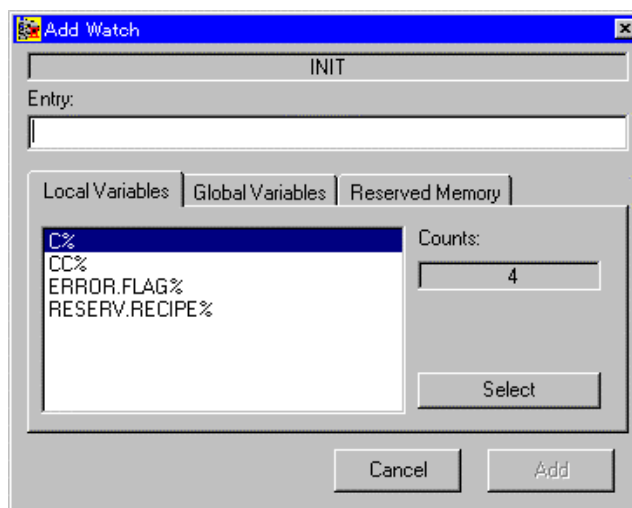 Add Watch
INIT
Entry:
Local Variables Global Variables Reserved Memory
C%
CC%
ERROR.FLAG%
RESERV.RECIPE%
Counts:
4
Select
Cancel Add